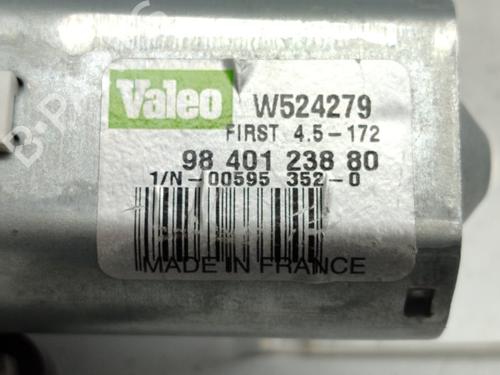 Valeo W524279
FIRST 4.5-172
98 401 238 80
1/N-00595 352-0
MADE IN FRANCE